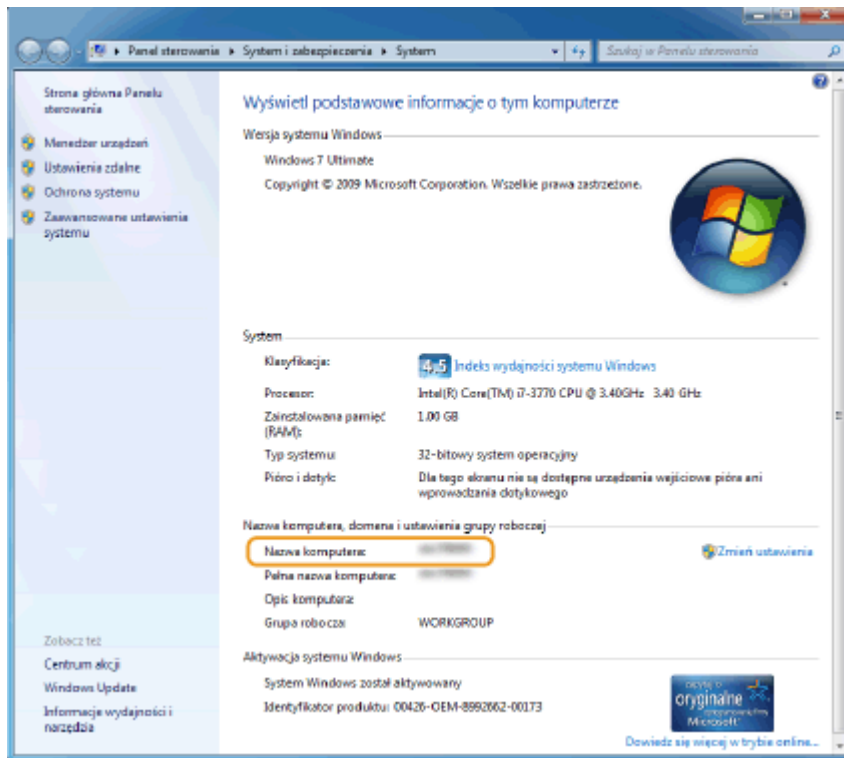 Panel sterowania ▸ System i zabezpieczenia ▸ System
Szukaj w Panelu sterowania
Strona główna Panelu
sterowania
Menedżer urządzeń
Ustawienia zdalne
Ochrona systemu
Zaawansowane ustawienia
systemu
Wyświetl podstawowe informacje o tym komputerze
Wersja systemu Windows
Windows 7 Ultimate
Copyright © 2009 Microsoft Corporation. Wszelkie prawa zastrzeżone.
System
Klasyfikacja:
4,5 Indeks wydajności systemu Windows
Procesor: Intel(R) Core(TM) i7-3770 CPU @ 3.40GHz 3.40 GHz
Zainstalowana pamięć
(RAM): 1.00 GB
Typ systemu: 32-bitowy system operacyjny
Pióro i dotyk: Dla tego ekranu nie są dostępne urządzenia wejściowe pióra ani
wprowadzania dotykowego
Nazwa komputera, domena i ustawienia grupy roboczej
Nazwa komputera:
Zmień ustawienia
Pełna nazwa komputera:
Opis komputera:
Grupa robocza: WORKGROUP
Aktywacja systemu Windows
System Windows został aktywowany
Identyfikator produktu: 00426-OEM-8992662-00173
oryginalne
Microsoft
Dowiedz się więcej w trybie online...
Zobacz też
Centrum akcji
Windows Update
Informacje wydajności i
narzędzia